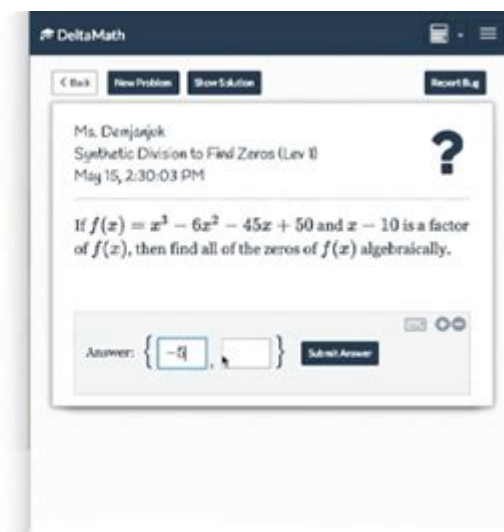 DeltaMath
< Back New Problem Show Solution Report Bug
Ms. Demjanjuk
Synthetic Division to Find Zeros (Lev 1)
May 15, 2:30:03 PM
?
If f(x) = x³ − 6x² − 45x + 50 and x − 10 is a factor
of f(x), then find all of the zeros of f(x) algebraically.
Answer: { −5 , } Submit Answer